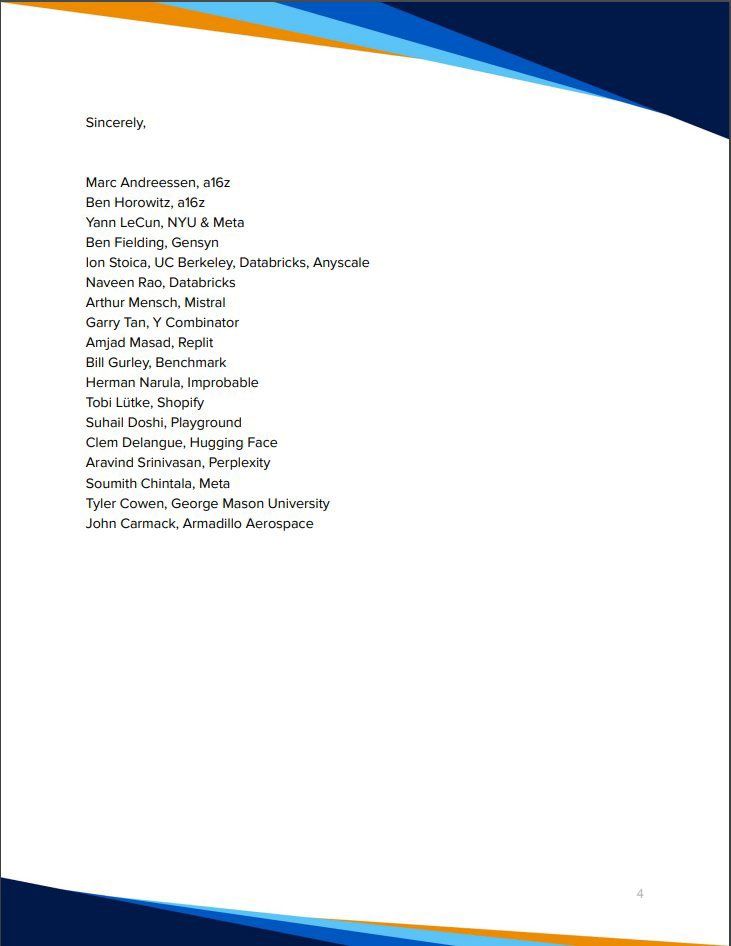 Sincerely,
Marc Andreessen, a16z
Ben Horowitz, a16z
Yann LeCun, NYU & Meta
Ben Fielding, Gensyn
Ion Stoica, UC Berkeley, Databricks, Anyscale
Naveen Rao, Databricks
Arthur Mensch, Mistral
Garry Tan, Y Combinator
Amjad Masad, Replit
Bill Gurley, Benchmark
Herman Narula, Improbable
Tobi Lütke, Shopify
Suhail Doshi, Playground
Clem Delangue, Hugging Face
Aravind Srinivasan, Perplexity
Soumith Chintala, Meta
Tyler Cowen, George Mason University
John Carmack, Armadillo Aerospace
4